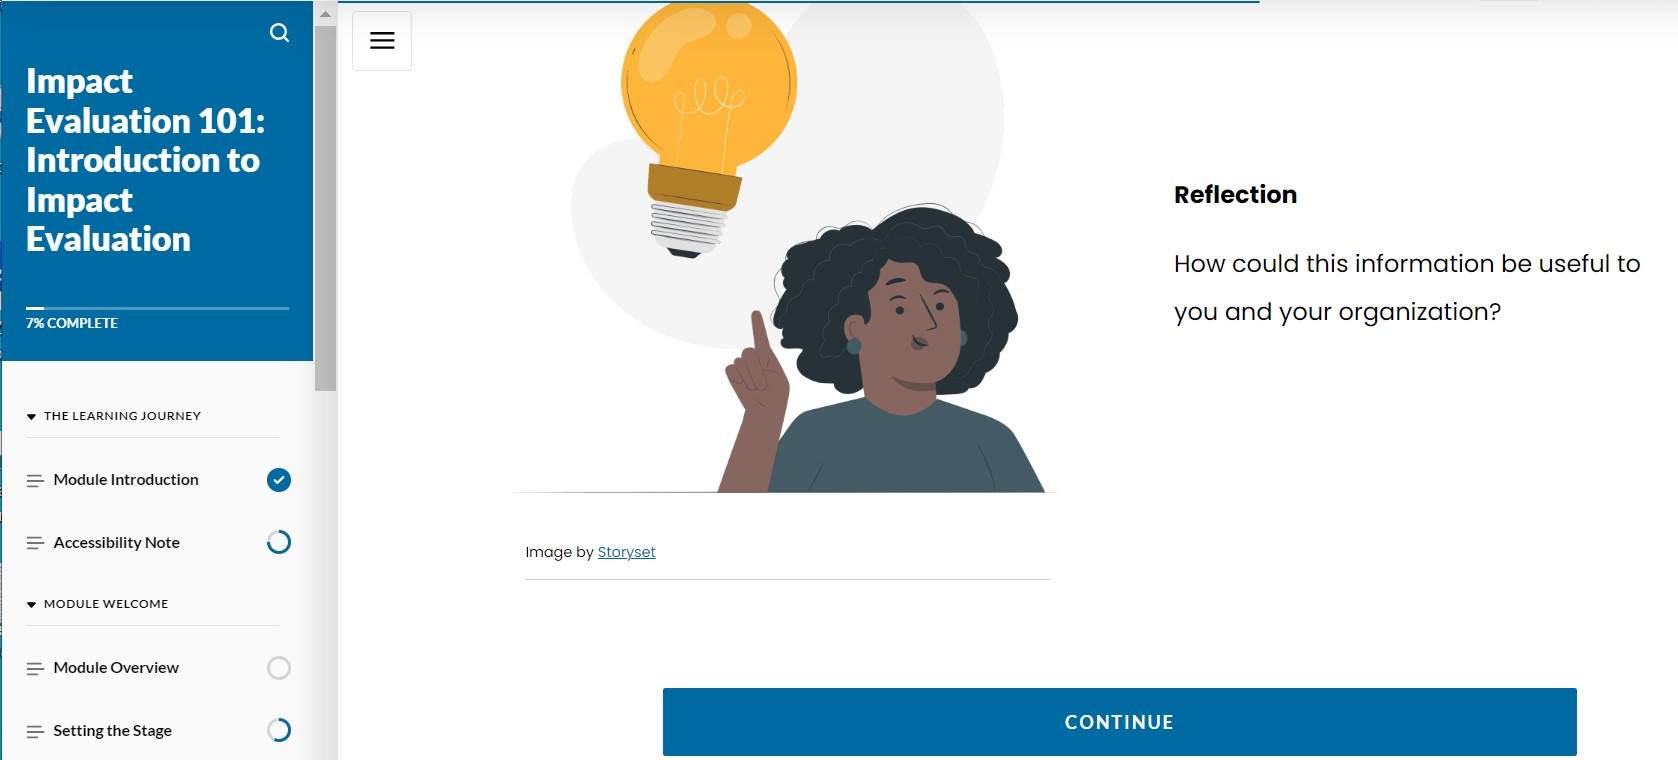 Impact
Evaluation 101:
Introduction to
Impact
Evaluation
7% COMPLETE
THE LEARNING JOURNEY
Module Introduction
Accessibility Note
MODULE WELCOME
Module Overview
Setting the Stage
Reflection
How could this information be useful to
you and your organization?
Image by Storyset
CONTINUE